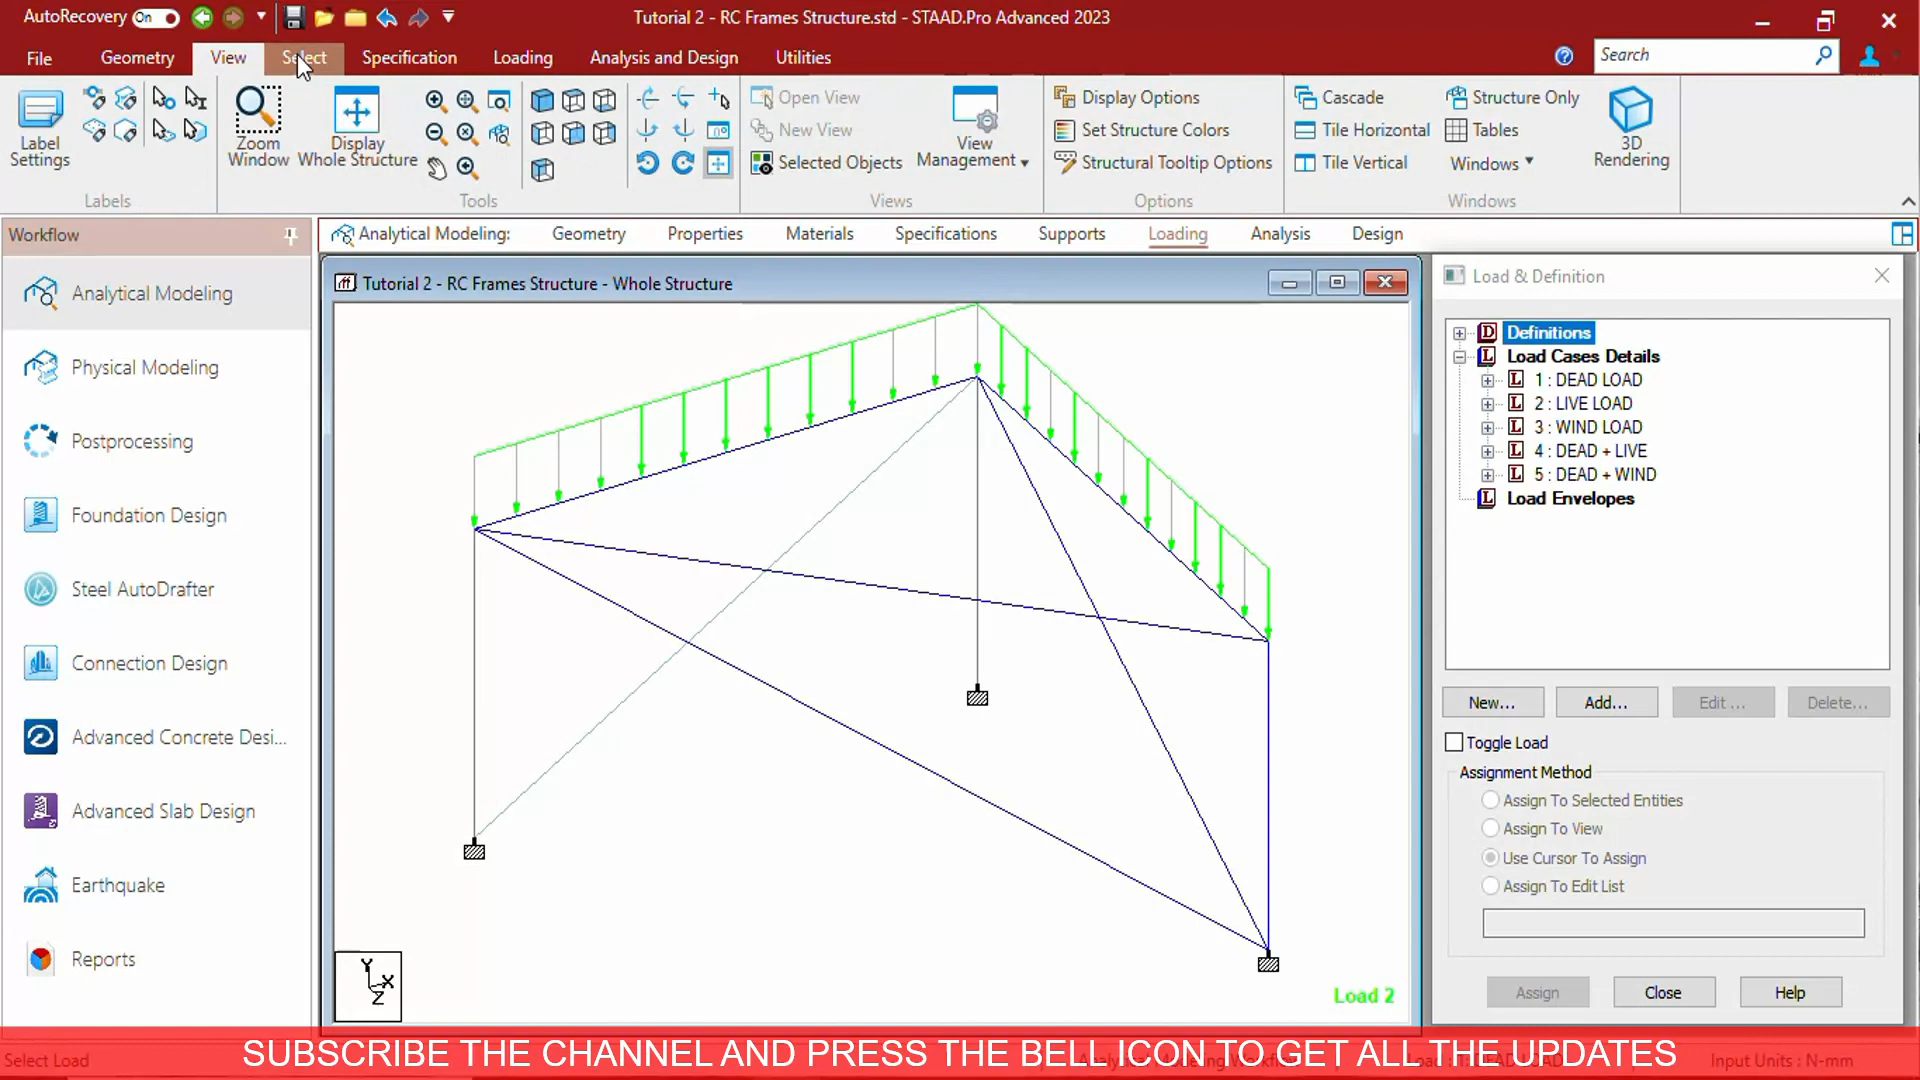 AutoRecovery On
Tutorial 2 - RC Frames Structure.std - STAAD.Pro Advanced 2023
File Geometry View Select Specification Loading Analysis and Design Utilities
Search
Label Settings
Zoom Window
Display Whole Structure
Open View
New View
Selected Objects
View Management
Display Options
Set Structure Colors
Structural Tooltip Options
Cascade
Tile Horizontal
Tile Vertical
Structure Only
Tables
Windows
3D Rendering
Labels Tools Views Options Windows
Workflow
Analytical Modeling: Geometry Properties Materials Specifications Supports Loading Analysis Design
Analytical Modeling
Physical Modeling
Postprocessing
Foundation Design
Steel AutoDrafter
Connection Design
Advanced Concrete Desi...
Advanced Slab Design
Earthquake
Reports
Tutorial 2 - RC Frames Structure - Whole Structure
Y
X
Z
Load 2
Load & Definition
D Definitions
L Load Cases Details
L 1 : DEAD LOAD
L 2 : LIVE LOAD
L 3 : WIND LOAD
L 4 : DEAD + LIVE
L 5 : DEAD + WIND
L Load Envelopes
New... Add... Edit ... Delete...
Toggle Load
Assignment Method
Assign To Selected Entities
Assign To View
Use Cursor To Assign
Assign To Edit List
Assign Close Help
SUBSCRIBE THE CHANNEL AND PRESS THE BELL ICON TO GET ALL THE UPDATES
Select Load
Input Units : N-mm